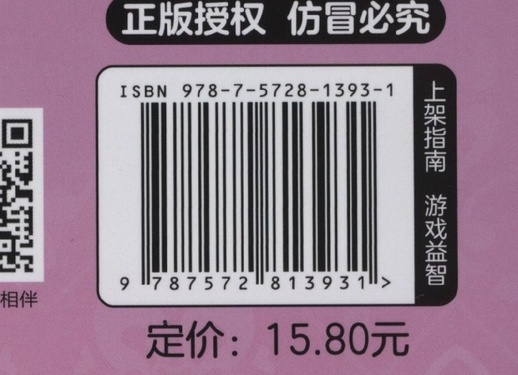 正版授权 仿冒必究
ISBN 978-7-5728-1393-1
上架指南 游戏益智
9 787572 813931 >
相伴
定价：15.80元